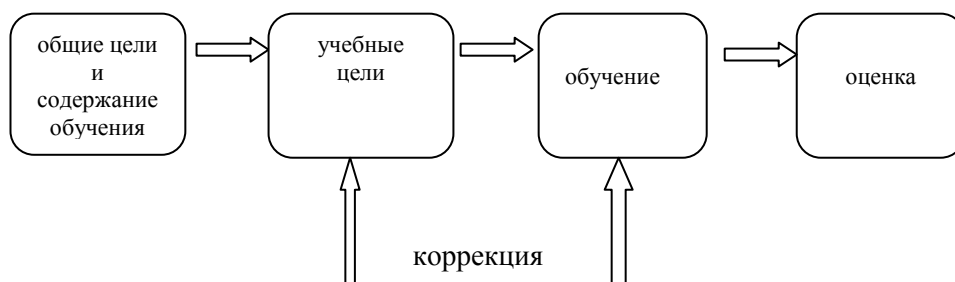 общие цели
и
содержание
обучения
учебные
цели
обучение
оценка
коррекция